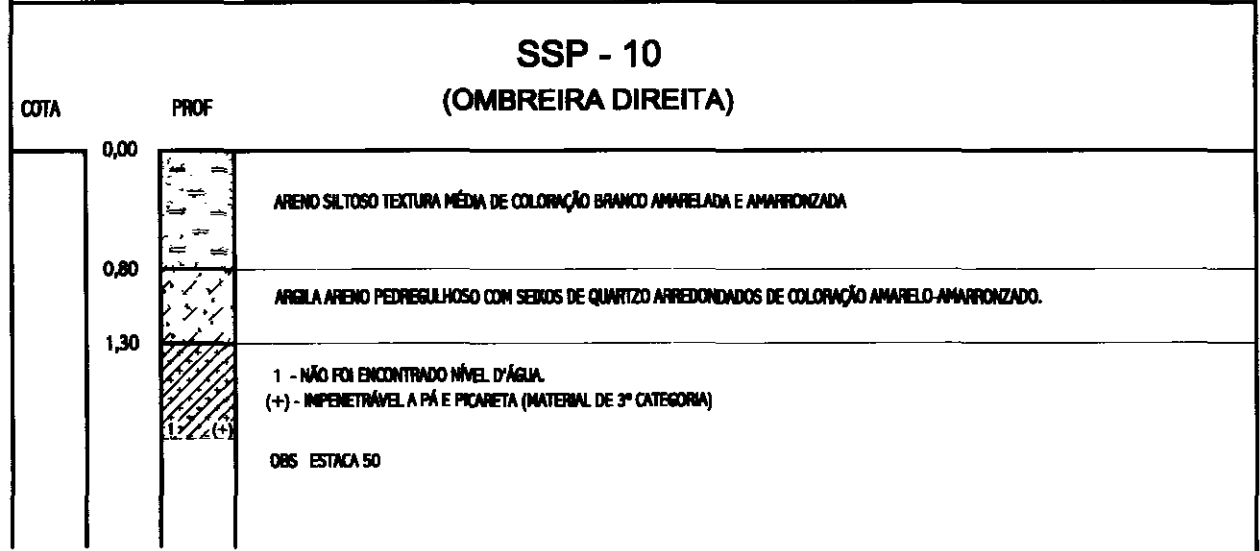 SSP - 10
(OMBREIRA DIREITA)
COTA PROF
0,00
ARENO SILTOSO TEXTURA MÉDIA DE COLORAÇÃO BRANCO AMARELADA E AMARRONZADA
0,80
ARGILA ARENO PEDREGULHOSO COM SEIXOS DE QUARTZO ARREDONDADOS DE COLORAÇÃO AMARELO-AMARRONZADO.
1,30
1 - NÃO FOI ENCONTRADO NÍVEL D'ÁGUA.
(+) - IMPENETRÁVEL A PÁ E PICARETA (MATERIAL DE 3ª CATEGORIA)
1 (+)
OBS ESTACA 50